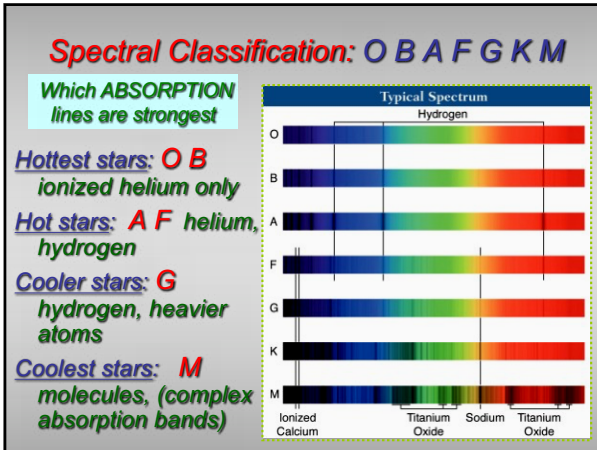 Spectral Classification: O B A F G K M
Which ABSORPTION
lines are strongest
Hottest stars: O B
ionized helium only
Hot stars: A F helium,
hydrogen
Cooler stars: G
hydrogen, heavier
atoms
Coolest stars: M
molecules, (complex
absorption bands)
Typical Spectrum
Hydrogen
O
B
A
F
G
K
M
Ionized
Calcium
Titanium
Oxide
Sodium
Titanium
Oxide